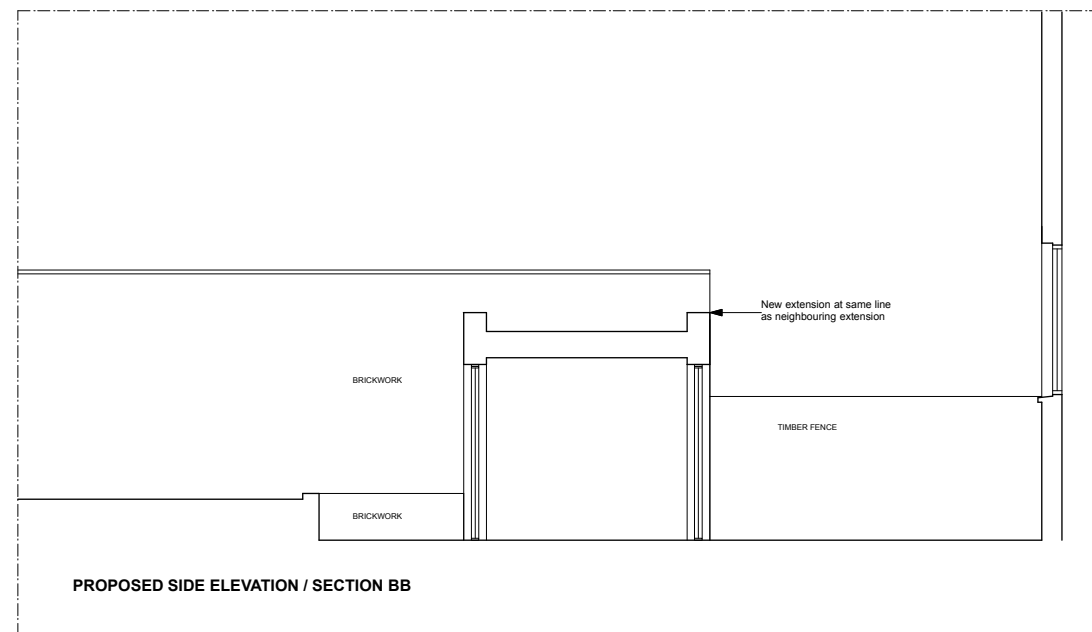 New extension at same line
as neighbouring extension
BRICKWORK
TIMBER FENCE
BRICKWORK
PROPOSED SIDE ELEVATION / SECTION BB